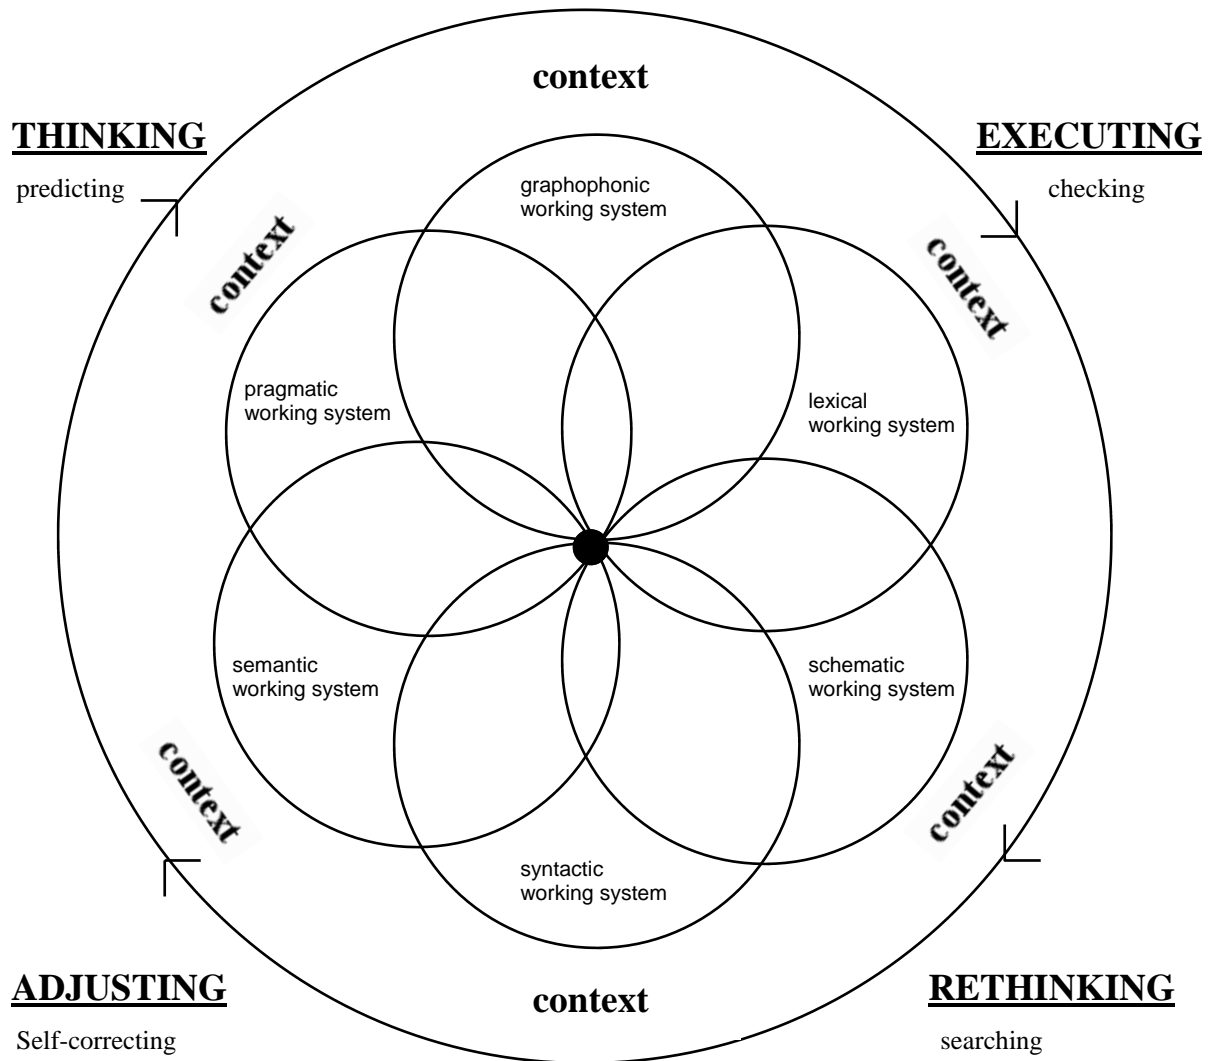 context
THINKING
EXECUTING
predicting
checking
graphophonic
working system
context
context
pragmatic
working system
lexical
working system
semantic
working system
schematic
working system
context
context
syntactic
working system
ADJUSTING
context
RETHINKING
Self-correcting
searching